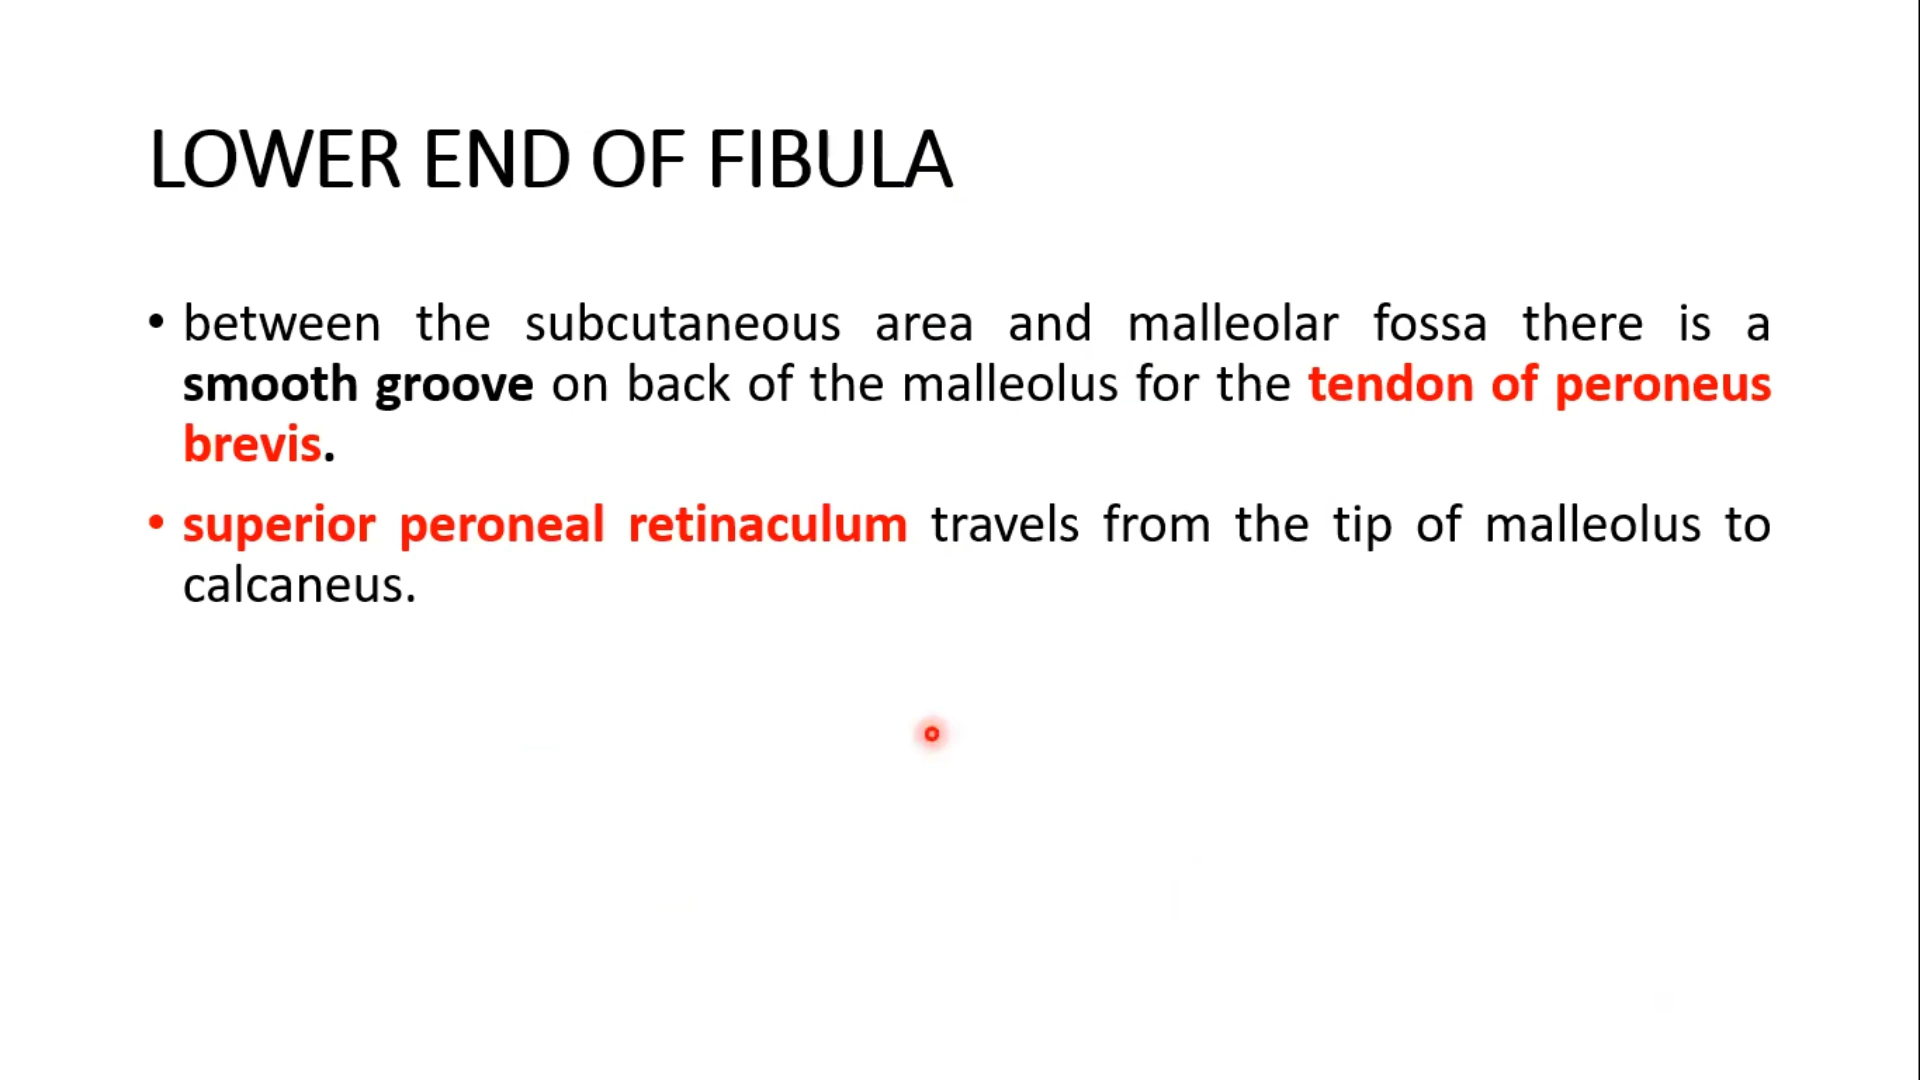 LOWER END OF FIBULA
• between the subcutaneous area and malleolar fossa there is a
smooth groove on back of the malleolus for the tendon of peroneus
brevis.
• superior peroneal retinaculum travels from the tip of malleolus to
calcaneus.